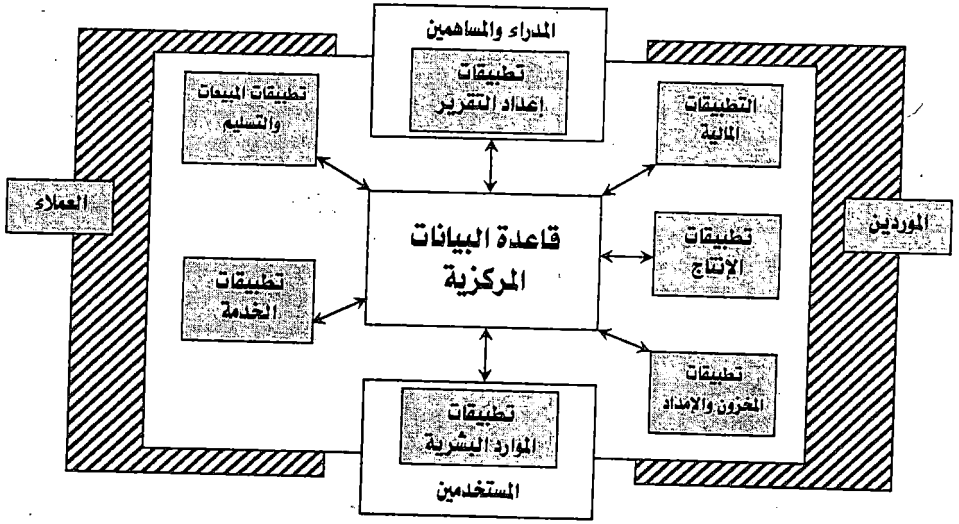 المدراء والمساهمين
تطبيقات
إعداد التقرير
التطبيقات
المالية
تطبيقات المبيعات
والتسليم
الموردين
العملاء
قاعدة البيانات
المركزية
تطبيقات
الإنتاج
تطبيقات
الخدمة
تطبيقات
المخزون والإمداد
تطبيقات
الموارد البشرية
المستخدمين